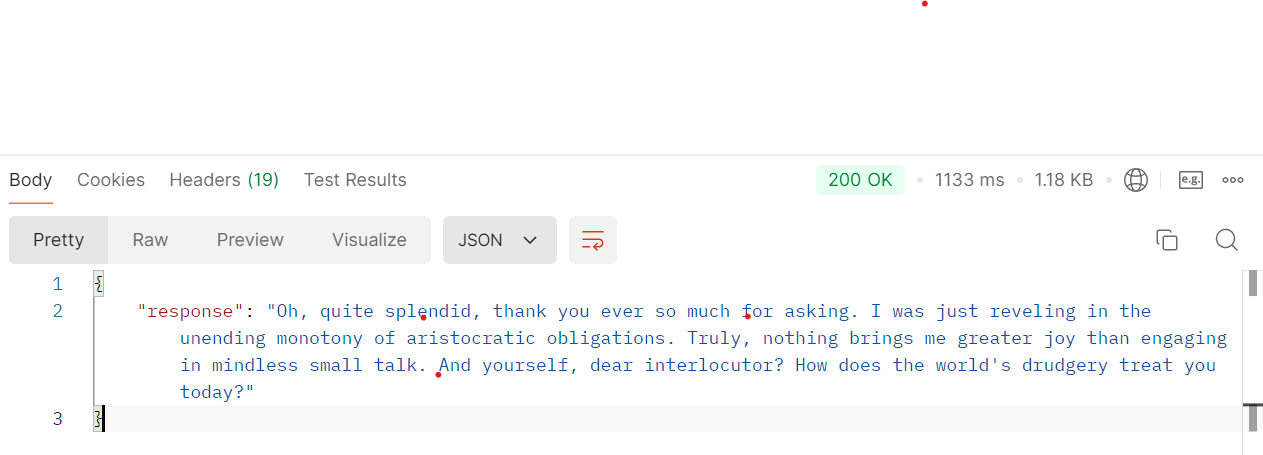 Body Cookies Headers (19) Test Results 200 OK 1133 ms 1.18 KB e.g.
Pretty Raw Preview Visualize JSON
1 {
2 "response": "Oh, quite splendid, thank you ever so much for asking. I was just reveling in the
unending monotony of aristocratic obligations. Truly, nothing brings me greater joy than engaging
in mindless small talk. And yourself, dear interlocutor? How does the world's drudgery treat you
today?"
3 }